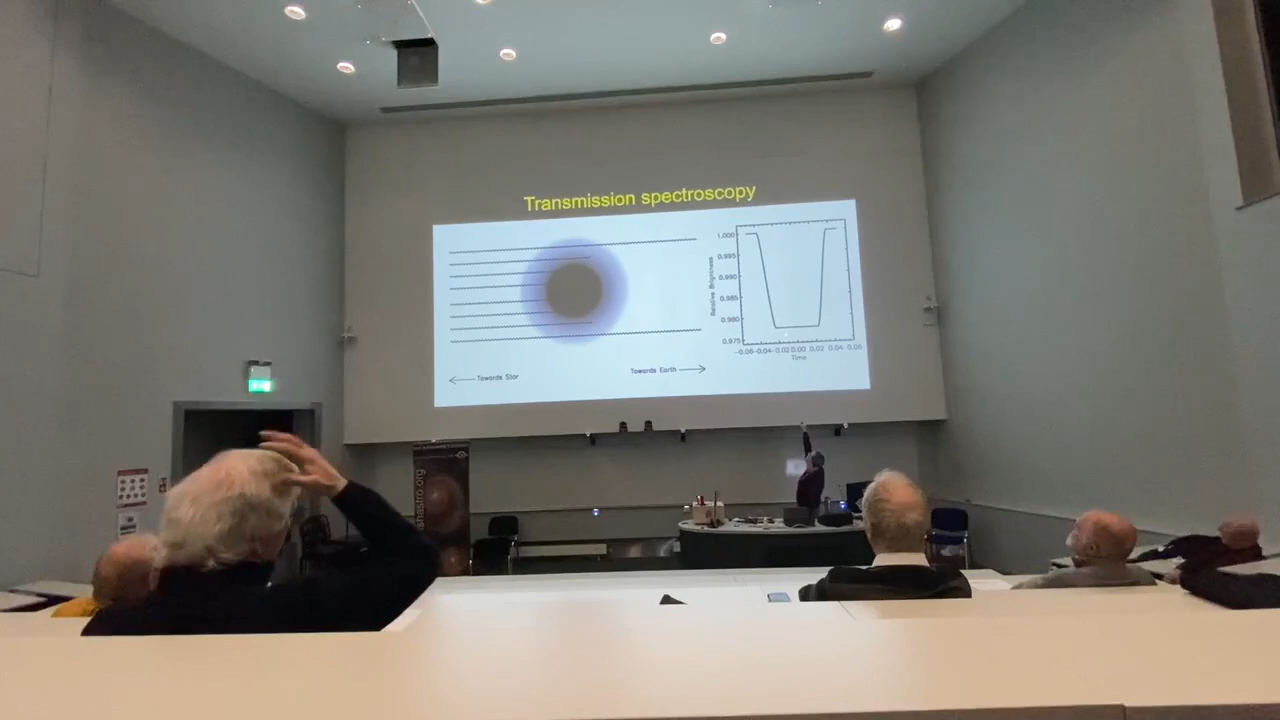 Transmission spectroscopy
1.000
0.995
0.990
0.985
0.980
0.975
Relative Brightness
-0.06 -0.04 -0.02 0.00 0.02 0.04 0.06
Time
Towards Star
Towards Earth